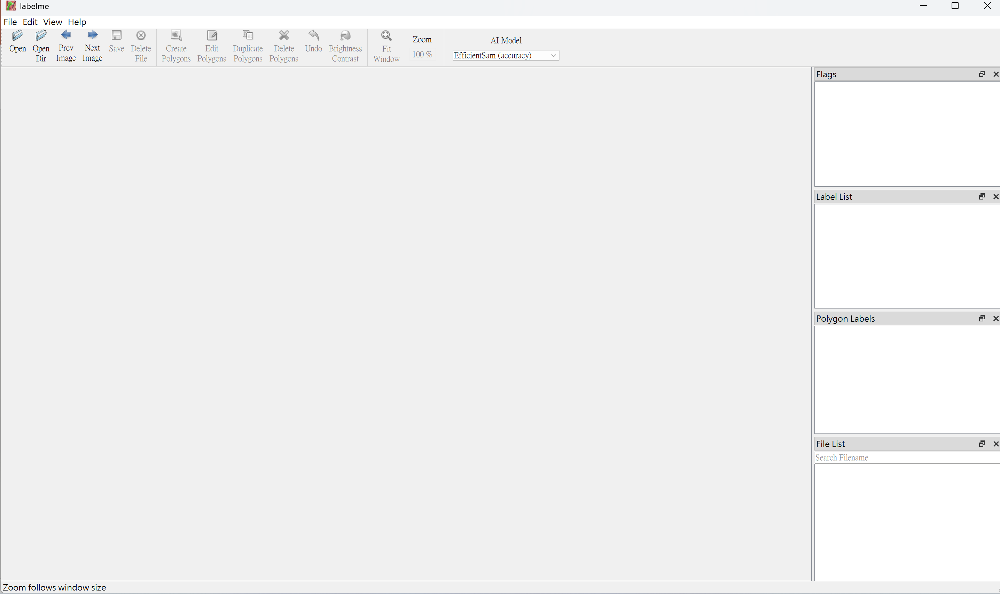 labelme
File Edit View Help
Open
Open Dir
Prev Image
Next Image
Save
Delete File
Create Polygons
Edit Polygons
Duplicate Polygons
Delete Polygons
Undo
Brightness Contrast
Fit Window
Zoom
100 %
AI Model
EfficientSam (accuracy)
Flags
Label List
Polygon Labels
File List
Search Filename
Zoom follows window size